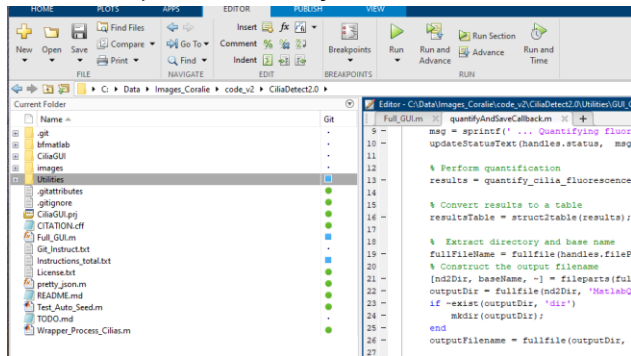 HOME PLOTS APPS EDITOR PUBLISH VIEW
New Open Save Find Files Compare Print
Go To Find
Insert fx
Comment %
Indent
Breakpoints
Run Run and Advance Run Section Advance Run and Time
FILE NAVIGATE EDIT BREAKPOINTS RUN
C: Data Images_Coralie code_v2 CiliaDetect2.0
Current Folder
Name Git
.git
bfmatlab
CiliaGUI
images
Utilities
.gitattributes
.gitignore
CiliaGUI.prj
CITATION.cff
Full_GUI.m
Git_Instruct.txt
Instructions_total.txt
License.txt
pretty_json.m
README.md
Test_Auto_Seed.m
TODO.md
Wrapper_Process_Cilias.m
Editor - C:\Data\Images_Coralie\code_v2\CiliaDetect2.0\Utilities\GUI_C
Full_GUI.m quantifyAndSaveCallback.m +
9 - msg = sprintf(' ... Quantifying fluor
10 - updateStatusText(handles.status, msg
11
12 % Perform quantification
13 - results = quantify_cilia_fluorescence
14
15 % Convert results to a table
16 - resultsTable = struct2table(results);
17
18 % Extract directory and base name
19 - fullFileName = fullfile(handles.fileP
20 % Construct the output filename
21 - [nd2Dir, baseName, ~] = fileparts(ful
22 - outputDir = fullfile(nd2Dir, 'MatlabQ
23 - if ~exist(outputDir, 'dir')
24 - mkdir(outputDir);
25 - end
26 - outputFilename = fullfile(outputDir,
27